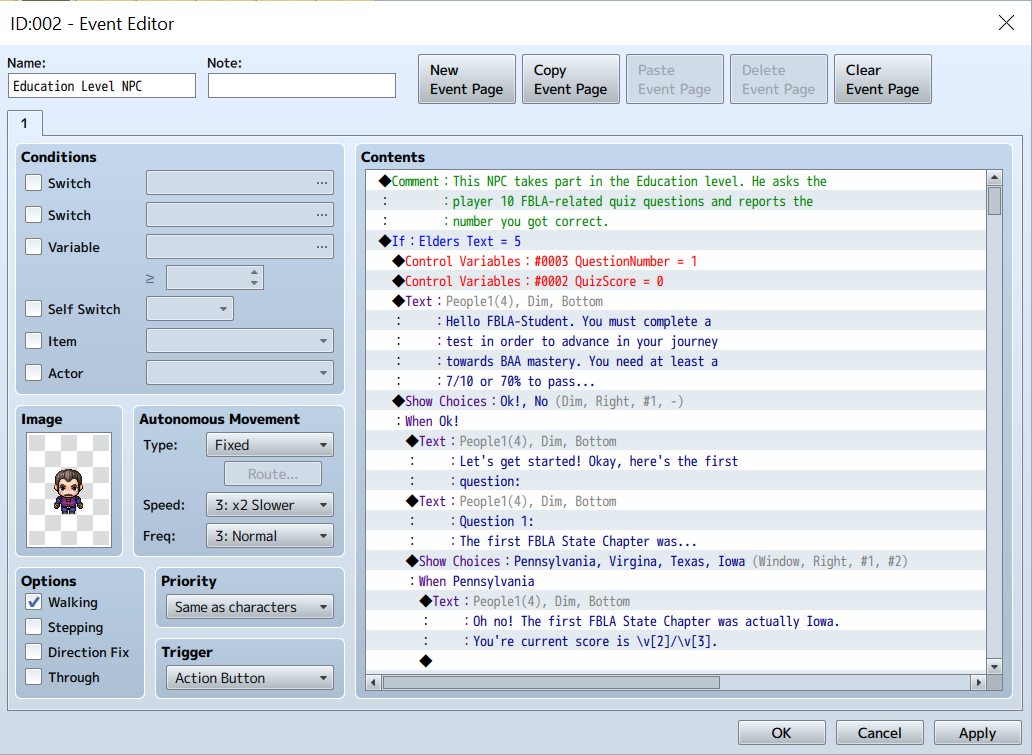 ID:002 - Event Editor
Name:
Note:
Education Level NPC
New
Event Page
Copy
Event Page
Paste
Event Page
Delete
Event Page
Clear
Event Page
1
Conditions
Switch
...
Switch
...
Variable
...
≥
Self Switch
Item
Actor
Image
Autonomous Movement
Type:
Fixed
Route...
Speed:
3: x2 Slower
Freq:
3: Normal
Options
Walking
Stepping
Direction Fix
Through
Priority
Same as characters
Trigger
Action Button
Contents
◆Comment：This NPC takes part in the Education level. He asks the
：　　　：player 10 FBLA-related quiz questions and reports the
：　　　：number you got correct.
◆If：Elders Text = 5
◆Control Variables：#0003 QuestionNumber = 1
◆Control Variables：#0002 QuizScore = 0
◆Text：People1(4), Dim, Bottom
：　　：Hello FBLA-Student. You must complete a
：　　：test in order to advance in your journey
：　　：towards BAA mastery. You need at least a
：　　：7/10 or 70% to pass...
◆Show Choices：Ok!, No (Dim, Right, #1, -)
：When Ok!
◆Text：People1(4), Dim, Bottom
：　　：Let's get started! Okay, here's the first
：　　：question:
◆Text：People1(4), Dim, Bottom
：　　：Question 1:
：　　：The first FBLA State Chapter was...
◆Show Choices：Pennsylvania, Virgina, Texas, Iowa (Window, Right, #1, #2)
：When Pennsylvania
◆Text：People1(4), Dim, Bottom
：　　：Oh no! The first FBLA State Chapter was actually Iowa.
：　　：You're current score is \v[2]/\v[3].
◆
OK
Cancel
Apply